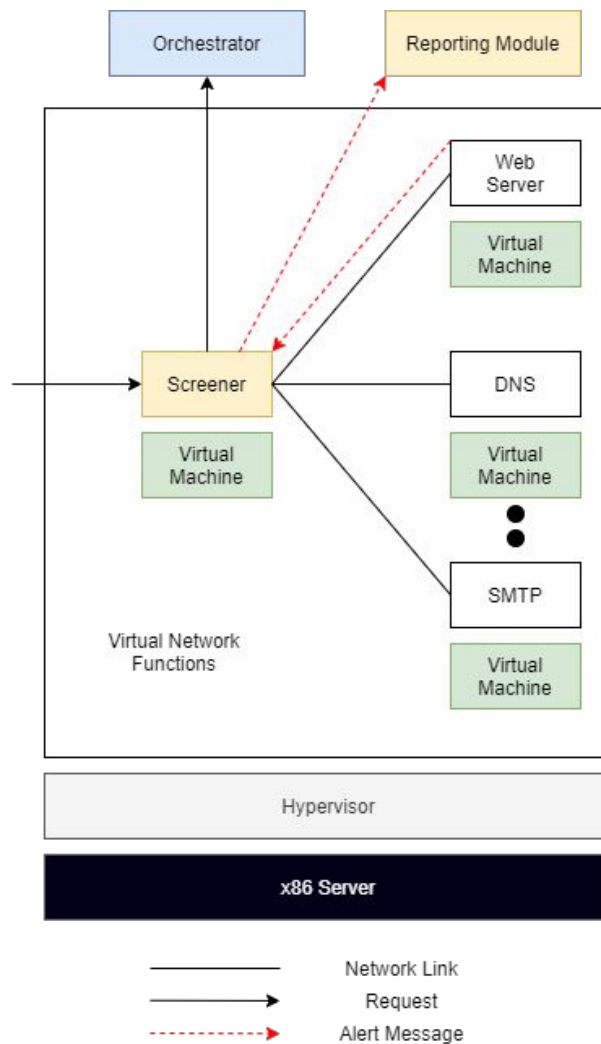 Orchestrator
Reporting Module
Web
Server
Virtual
Machine
Screener
DNS
Virtual
Machine
Virtual
Machine
SMTP
Virtual Network
Functions
Virtual
Machine
Hypervisor
x86 Server
Network Link
Request
Alert Message